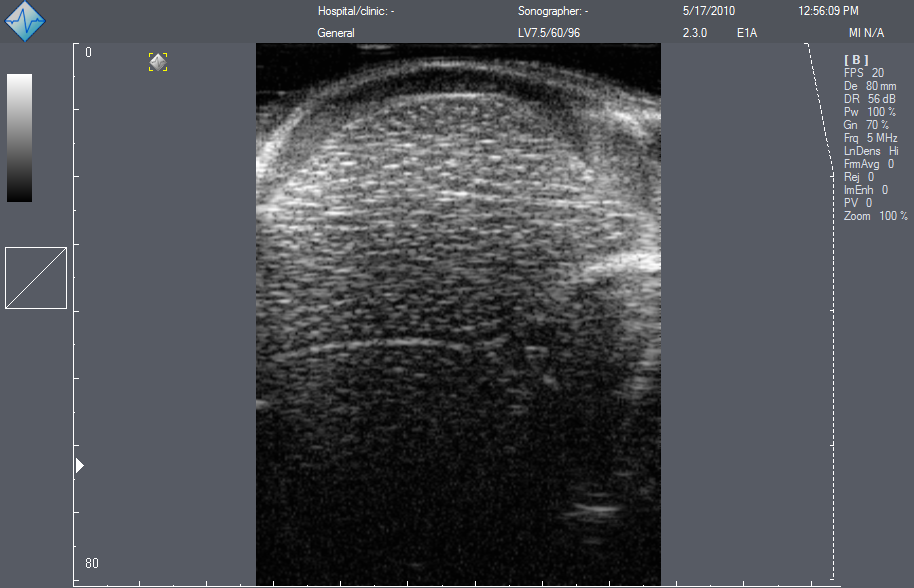 Hospital/clinic: - Sonographer: - 5/17/2010 12:56:09 PM
General LV7.5/60/96 2.3.0 E1A MI N/A
0
[ B ]
FPS 20
De 80 mm
DR 56 dB
Pw 100 %
Gn 70 %
Frq 5 MHz
LnDens Hi
FrmAvg 0
Rej 0
ImEnh 0
PV 0
Zoom 100 %
80